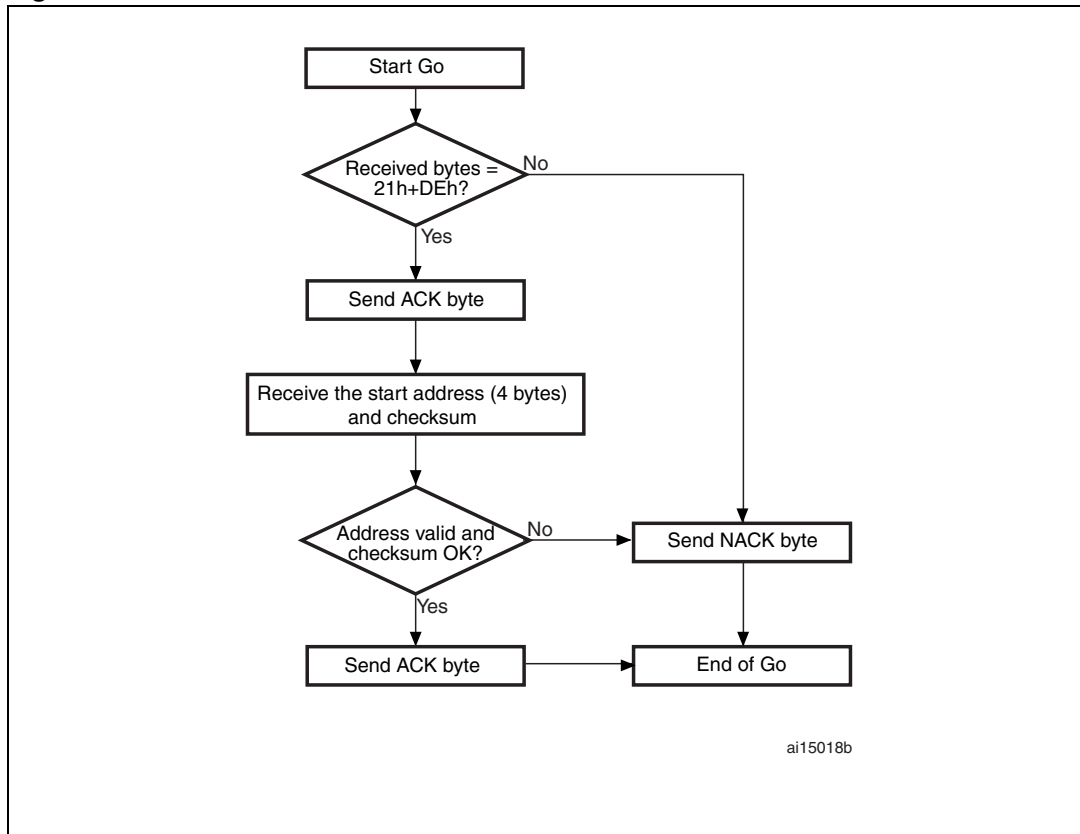 Start Go
Received bytes =
21h+DEh?
No
Yes
Send ACK byte
Receive the start address (4 bytes)
and checksum
Address valid and
checksum OK?
No
Send NACK byte
Yes
Send ACK byte
End of Go
ai15018b